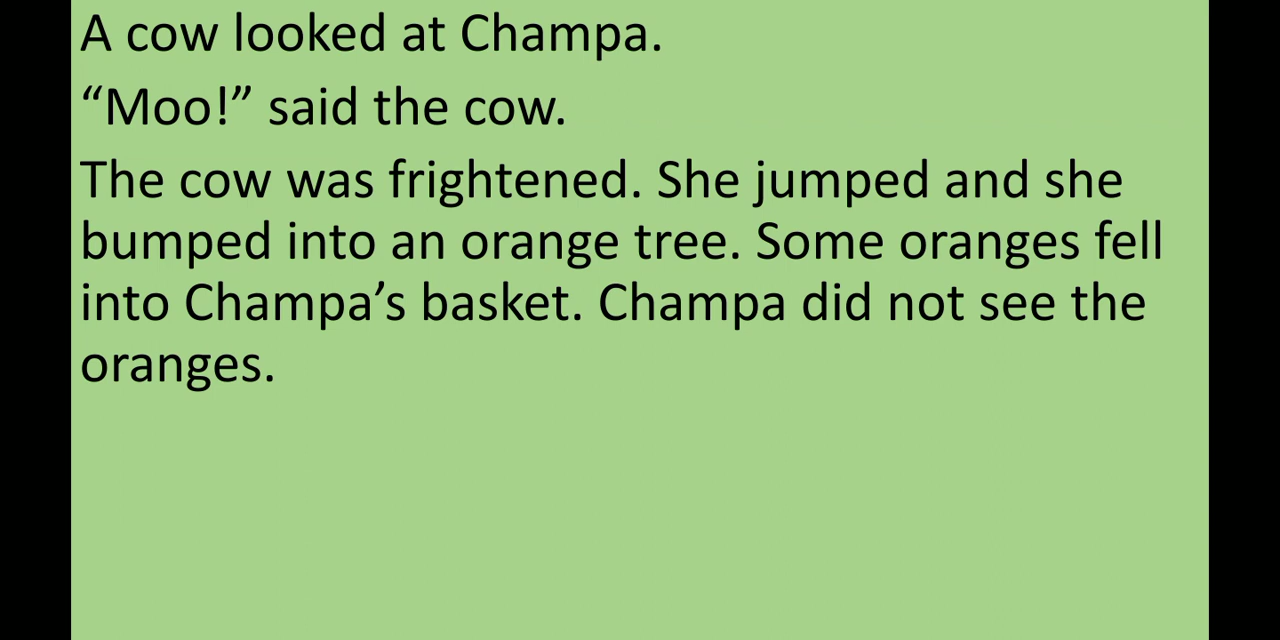 A cow looked at Champa.
“Moo!” said the cow.
The cow was frightened. She jumped and she
bumped into an orange tree. Some oranges fell
into Champa’s basket. Champa did not see the
oranges.